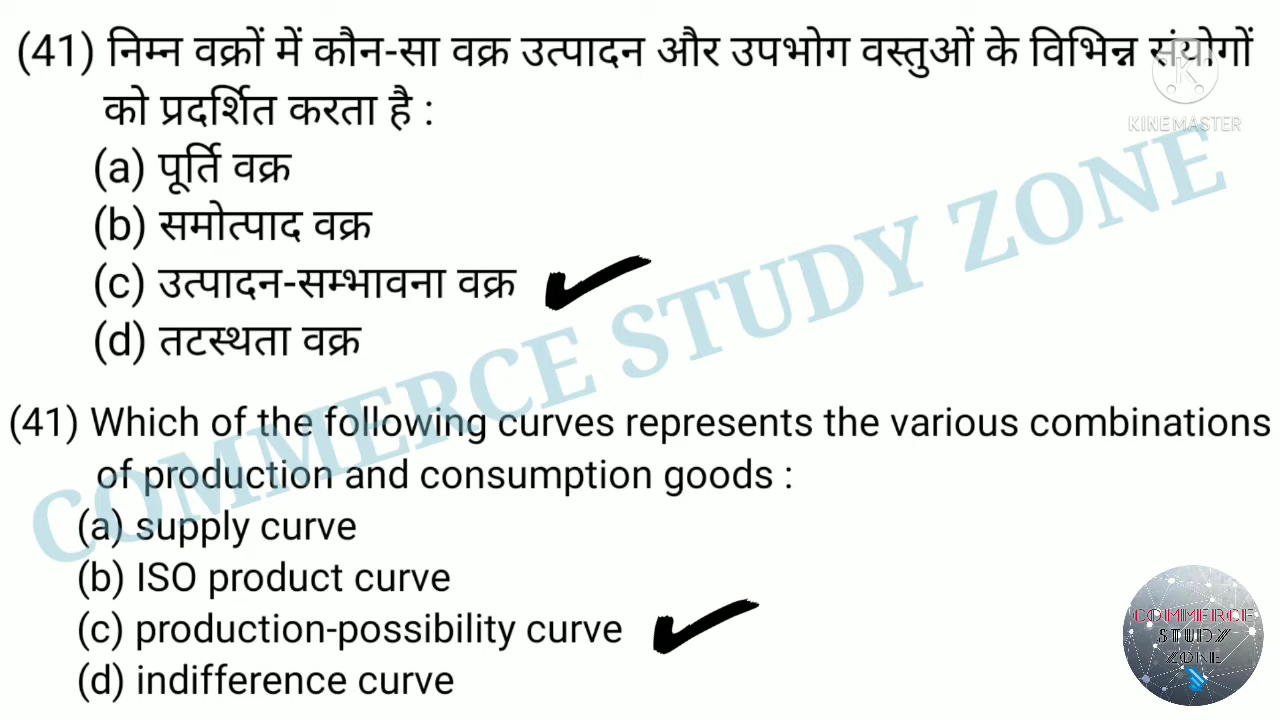 (41) निम्न वक्रों में कौन-सा वक्र उत्पादन और उपभोग वस्तुओं के विभिन्न संयोगों
को प्रदर्शित करता है :
(a) पूर्ति वक्र
(b) समोत्पाद वक्र
(c) उत्पादन-सम्भावना वक्र
(d) तटस्थता वक्र
(41) Which of the following curves represents the various combinations
of production and consumption goods :
(a) supply curve
(b) ISO product curve
(c) production-possibility curve
(d) indifference curve
COMMERCE STUDY ZONE
K
KINEMASTER
COMMERCE
STUDY
ZONE